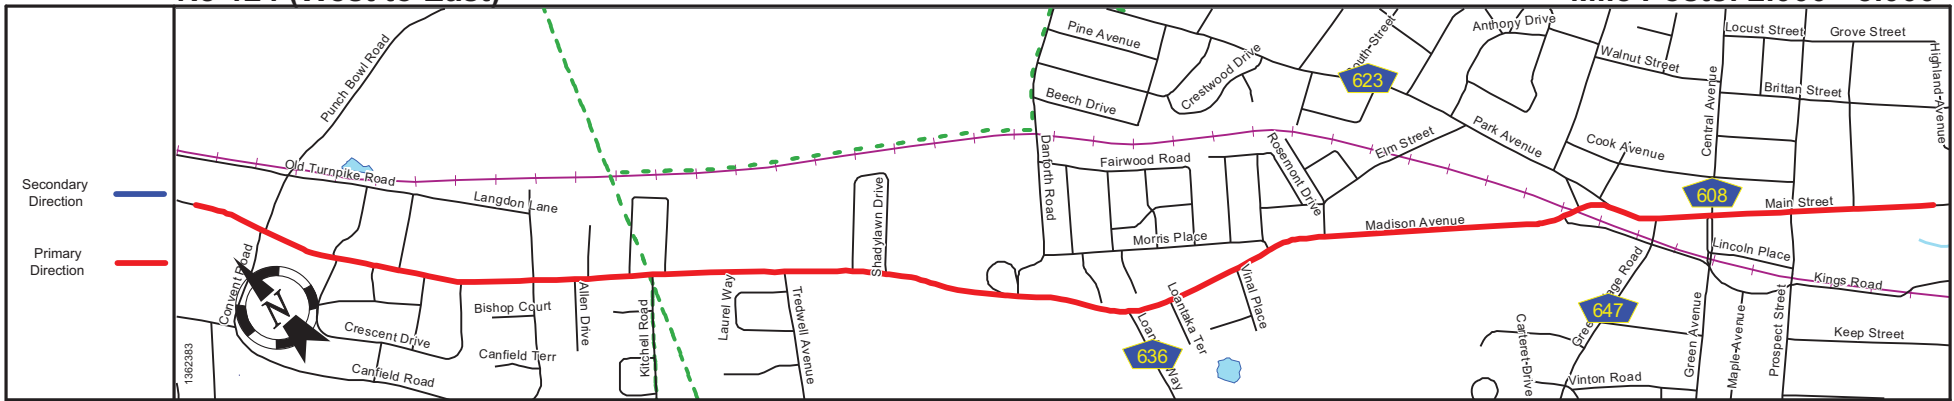 Secondary
Direction
Primary
Direction
Punch Bowl Road
Old Turnpike Road
Langdon Lane
Convent Road
N
Crescent Drive
Canfield Road
1362383
Bishop Court
Canfield Terr
Allen Drive
Kitchell Road
Laurel Way
Tredwell Avenue
Shadylawn Drive
Pine Avenue
Beech Drive
Crestwood Drive
Danforth Road
Fairwood Road
Morris Place
Rosemont Drive
Elm Street
623
Anthony Drive
Park Avenue
Walnut Street
Cook Avenue
Central Avenue
Locust Street
Grove Street
Brittan Street
Highland Avenue
608
Main Street
Madison Avenue
Lincoln Place
Kings Road
Keep Street
Prospect Street
Maple Avenue
Green Avenue
647
Vinton Road
Carteret Drive
Vinal Place
Loantaka Ter
636
Way